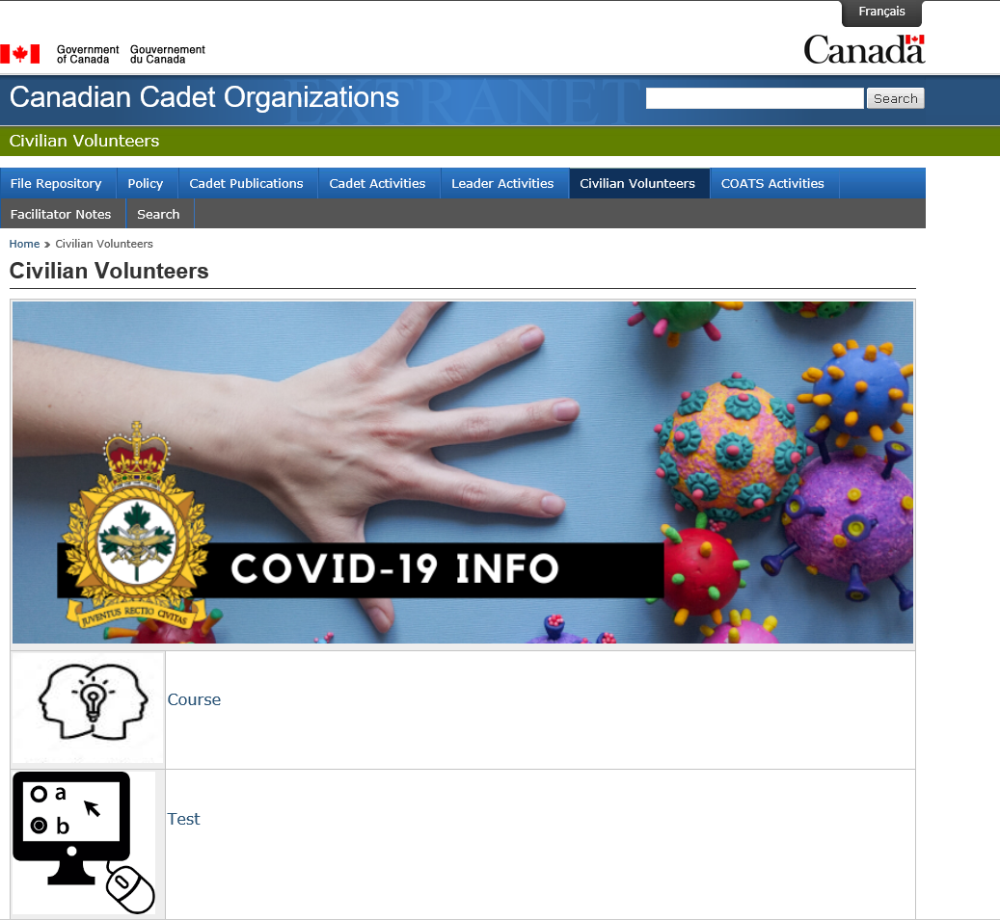 Français
Government of Canada
Gouvernement du Canada
Canada
EXTRANET
Canadian Cadet Organizations
Search
Civilian Volunteers
File Repository
Policy
Cadet Publications
Cadet Activities
Leader Activities
Civilian Volunteers
COATS Activities
Facilitator Notes
Search
Home » Civilian Volunteers
Civilian Volunteers
COVID-19 INFO
JUVENTUS RECTIO CIVITAS
Course
a
b
Test